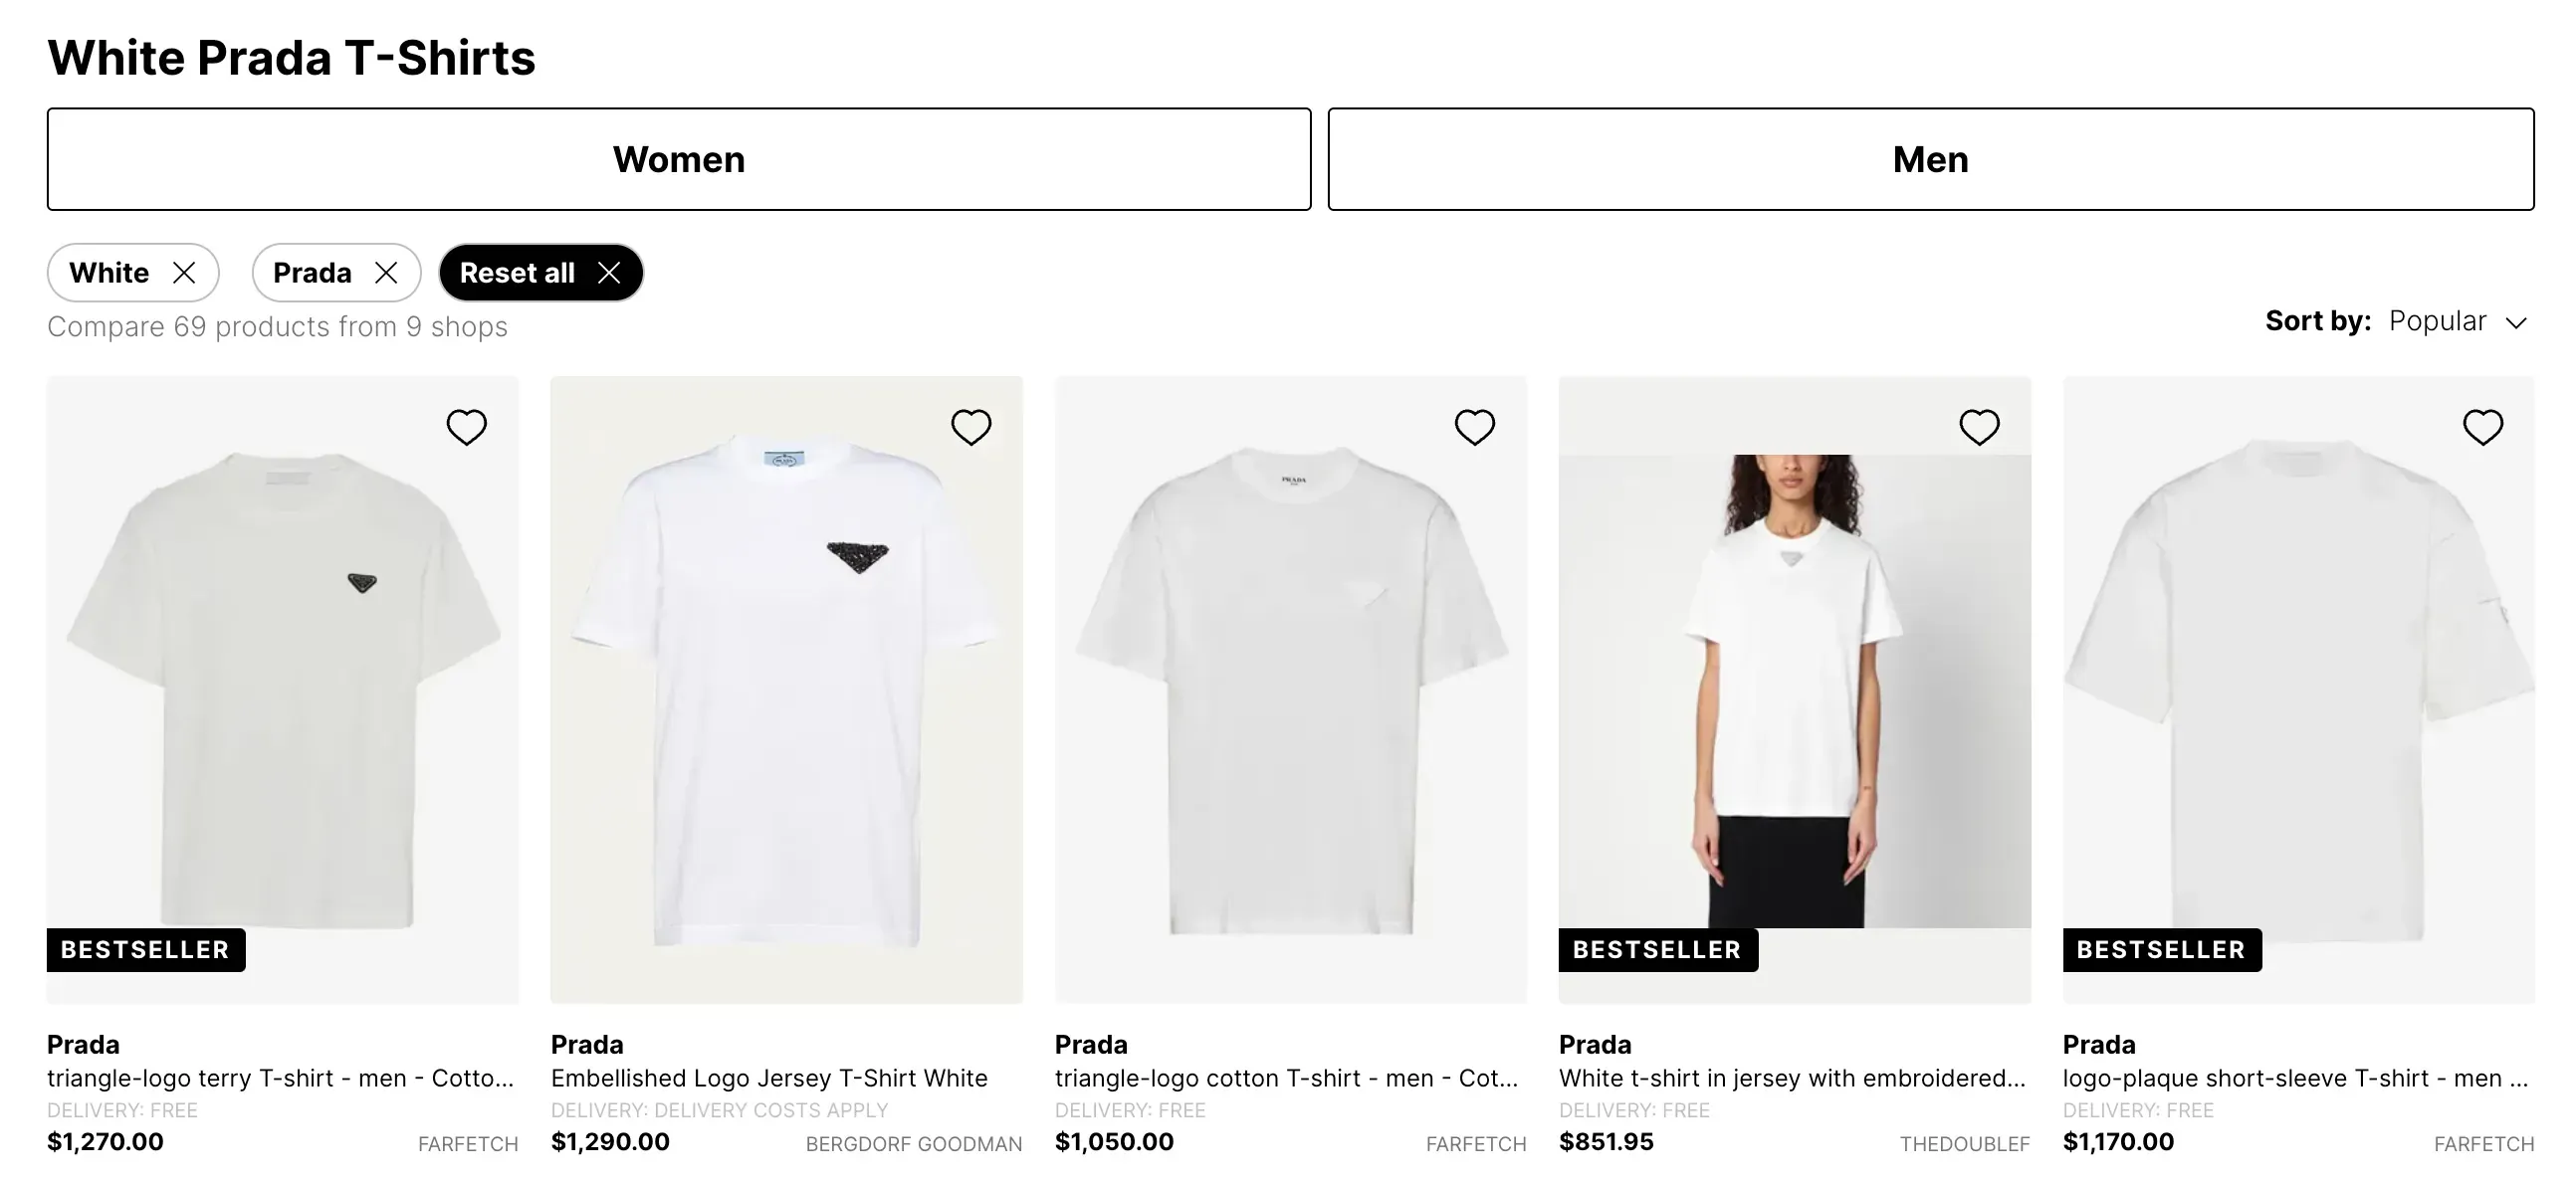 White Prada T-Shirts
Women
Men
White
Prada
Reset all
Compare 69 products from 9 shops
Sort by: Popular
PRADA
PRADA
BESTSELLER
BESTSELLER
BESTSELLER
Prada
triangle-logo terry T-shirt - men - Cotto...
DELIVERY: FREE
$1,270.00
FARFETCH
Prada
Embellished Logo Jersey T-Shirt White
DELIVERY: DELIVERY COSTS APPLY
$1,290.00
BERGDORF GOODMAN
Prada
triangle-logo cotton T-shirt - men - Cot...
DELIVERY: FREE
$1,050.00
FARFETCH
Prada
White t-shirt in jersey with embroidered...
DELIVERY: FREE
$851.95
THEDOUBLEF
Prada
logo-plaque short-sleeve T-shirt - men ...
DELIVERY: FREE
$1,170.00
FARFETCH